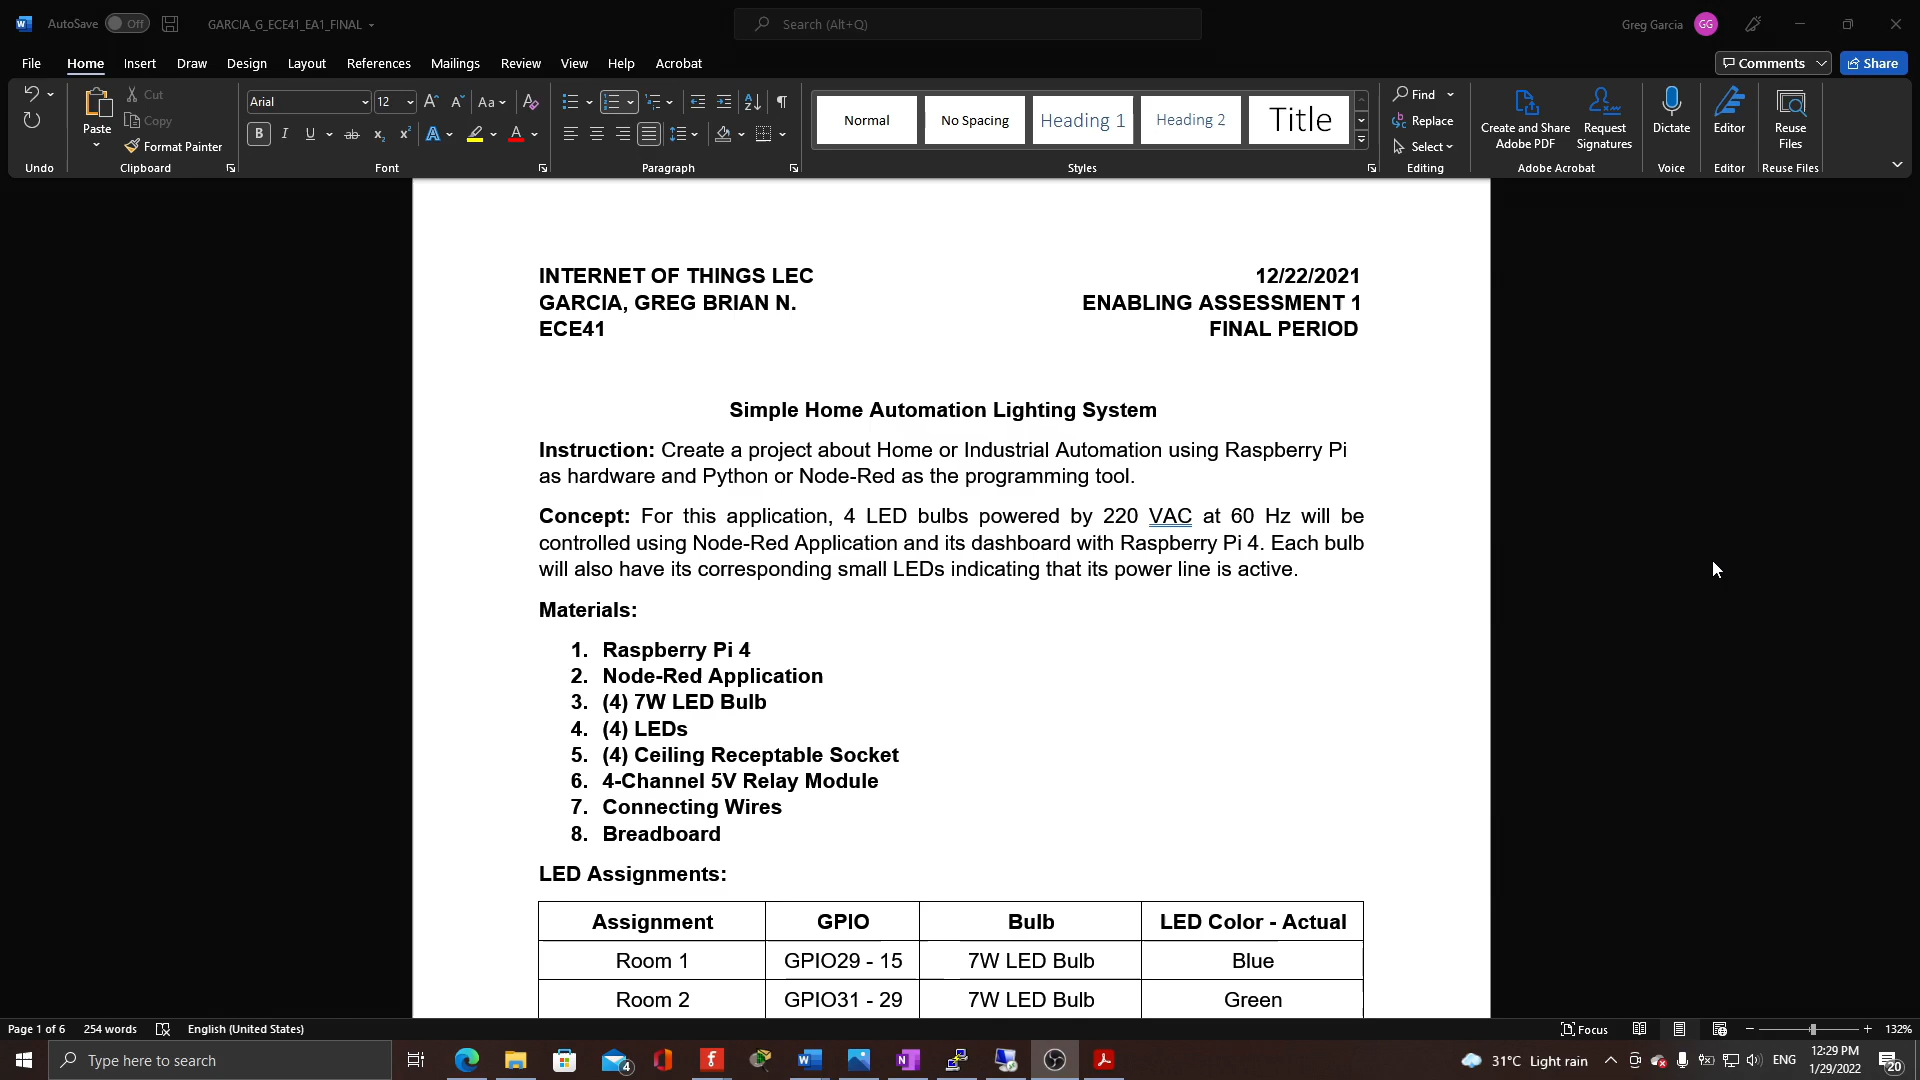 AutoSave Off GARCIA_G_ECE41_EA1_FINAL Search (Alt+Q) Greg Garcia GG
File Home Insert Draw Design Layout References Mailings Review View Help Acrobat Comments Share
Paste Cut Copy Format Painter
Arial 12 Aa
B I U ab x₂ x² A A
Normal No Spacing Heading 1 Heading 2 Title
Find Replace Select
Create and Share Adobe PDF Request Signatures Dictate Editor Reuse Files
Undo Clipboard Font Paragraph Styles Editing Adobe Acrobat Voice Editor Reuse Files
INTERNET OF THINGS LEC 12/22/2021
GARCIA, GREG BRIAN N. ENABLING ASSESSMENT 1
ECE41 FINAL PERIOD
Simple Home Automation Lighting System
Instruction: Create a project about Home or Industrial Automation using Raspberry Pi
as hardware and Python or Node-Red as the programming tool.
Concept: For this application, 4 LED bulbs powered by 220 VAC at 60 Hz will be
controlled using Node-Red Application and its dashboard with Raspberry Pi 4. Each bulb
will also have its corresponding small LEDs indicating that its power line is active.
Materials:
1. Raspberry Pi 4
2. Node-Red Application
3. (4) 7W LED Bulb
4. (4) LEDs
5. (4) Ceiling Receptable Socket
6. 4-Channel 5V Relay Module
7. Connecting Wires
8. Breadboard
LED Assignments:
Assignment GPIO Bulb LED Color - Actual
Room 1 GPIO29 - 15 7W LED Bulb Blue
Room 2 GPIO31 - 29 7W LED Bulb Green
Page 1 of 6 254 words English (United States) Focus 132%
Type here to search 4 31°C Light rain ENG 12:29 PM 1/29/2022 20